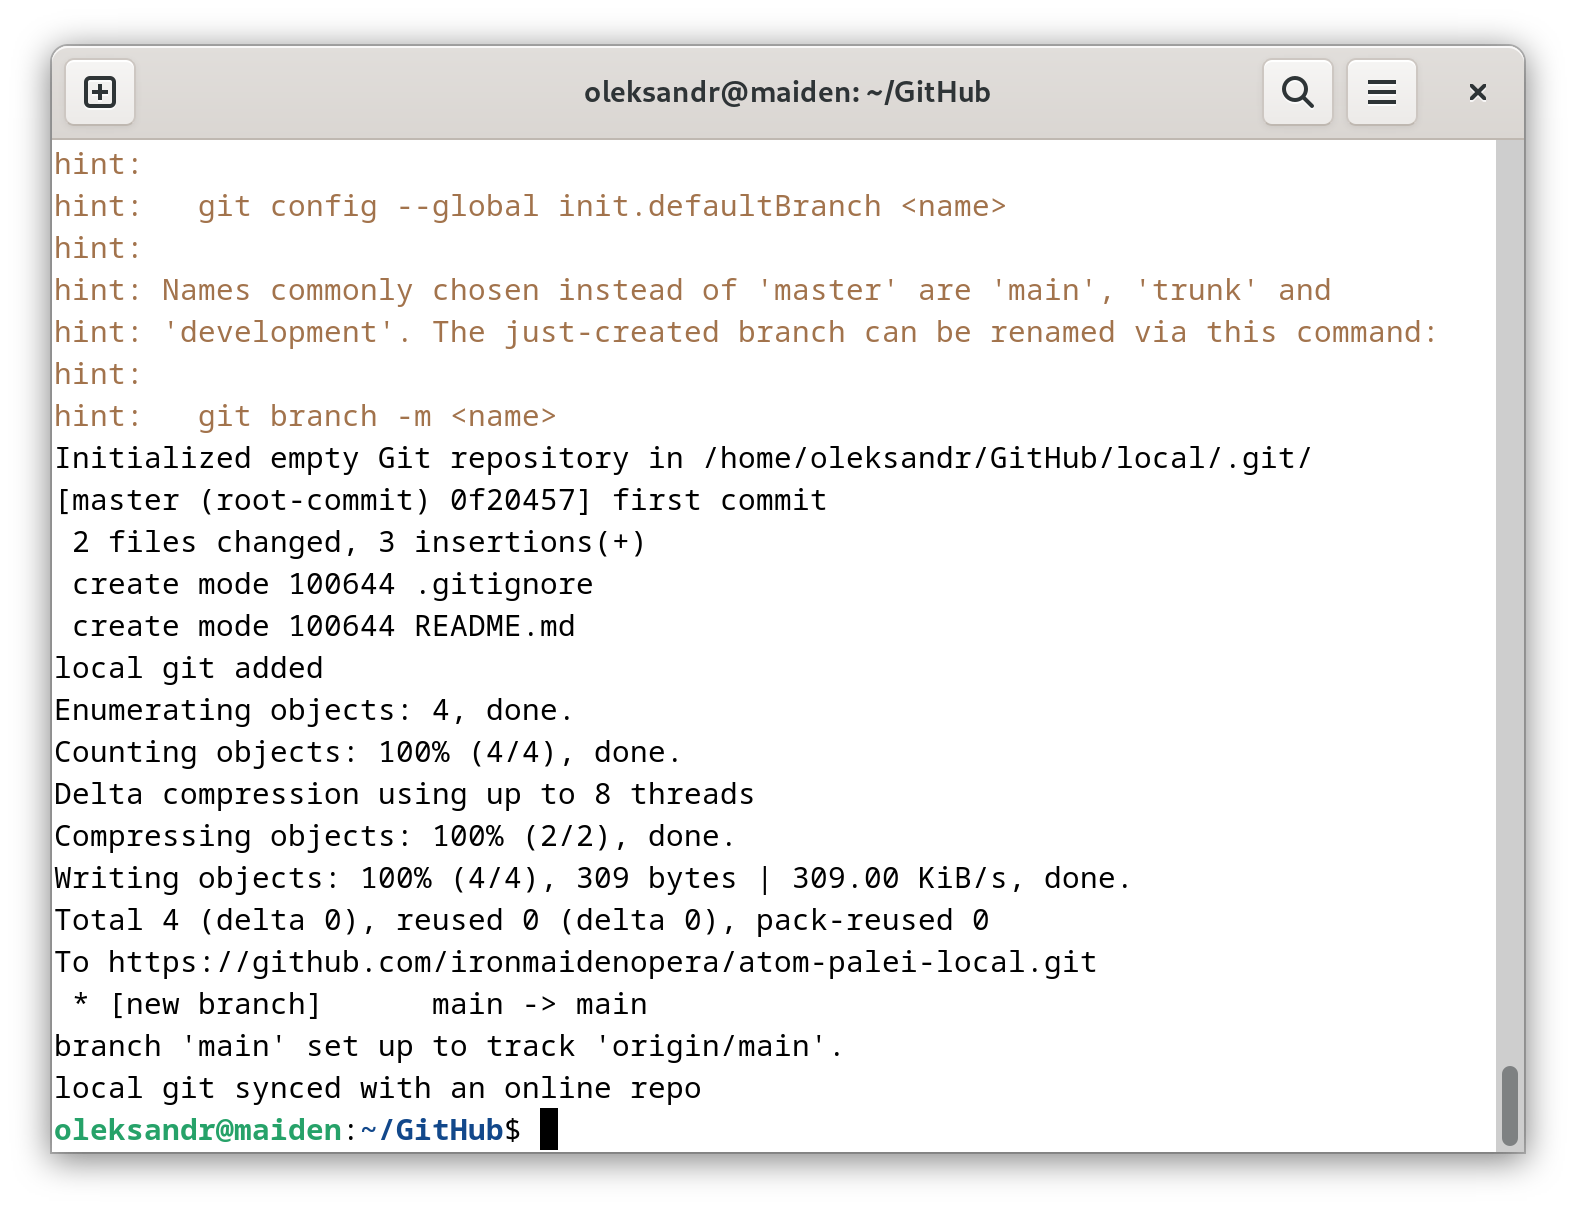 oleksandr@maiden: ~/GitHub
hint:
hint:   git config --global init.defaultBranch <name>
hint:
hint: Names commonly chosen instead of 'master' are 'main', 'trunk' and
hint: 'development'. The just-created branch can be renamed via this command:
hint:
hint:   git branch -m <name>
Initialized empty Git repository in /home/oleksandr/GitHub/local/.git/
[master (root-commit) 0f20457] first commit
 2 files changed, 3 insertions(+)
 create mode 100644 .gitignore
 create mode 100644 README.md
local git added
Enumerating objects: 4, done.
Counting objects: 100% (4/4), done.
Delta compression using up to 8 threads
Compressing objects: 100% (2/2), done.
Writing objects: 100% (4/4), 309 bytes | 309.00 KiB/s, done.
Total 4 (delta 0), reused 0 (delta 0), pack-reused 0
To https://github.com/ironmaidenopera/atom-palei-local.git
 * [new branch]      main -> main
branch 'main' set up to track 'origin/main'.
local git synced with an online repo
oleksandr@maiden:~/GitHub$